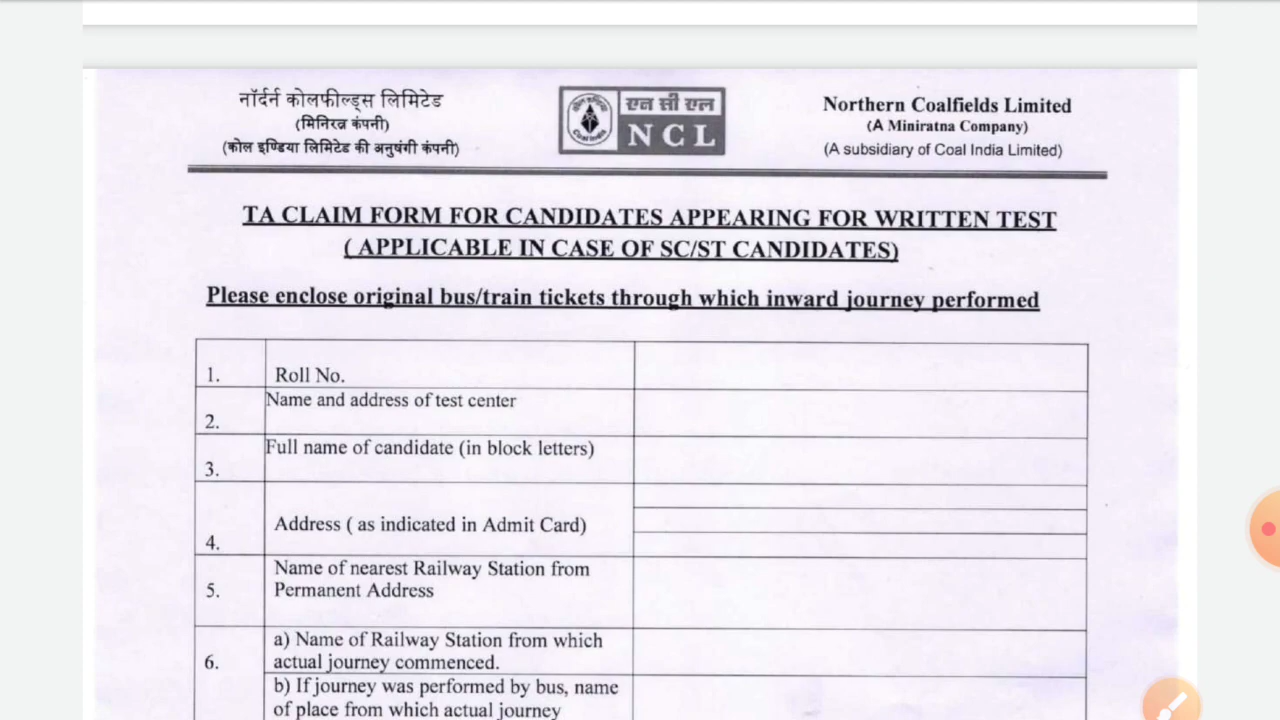 नॉर्दर्न कोलफील्ड्स लिमिटेड
(मिनिरत्न कंपनी)
(कोल इण्डिया लिमिटेड की अनुषंगी कंपनी)
एन सी एल
NCL
Coal India
Northern Coalfields Limited
(A Miniratna Company)
(A subsidiary of Coal India Limited)
TA CLAIM FORM FOR CANDIDATES APPEARING FOR WRITTEN TEST
( APPLICABLE IN CASE OF SC/ST CANDIDATES)
Please enclose original bus/train tickets through which inward journey performed
1. Roll No.
Name and address of test center
2.
Full name of candidate (in block letters)
3.
Address ( as indicated in Admit Card)
4.
Name of nearest Railway Station from
5. Permanent Address
a) Name of Railway Station from which
6. actual journey commenced.
b) If journey was performed by bus, name
of place from which actual journey